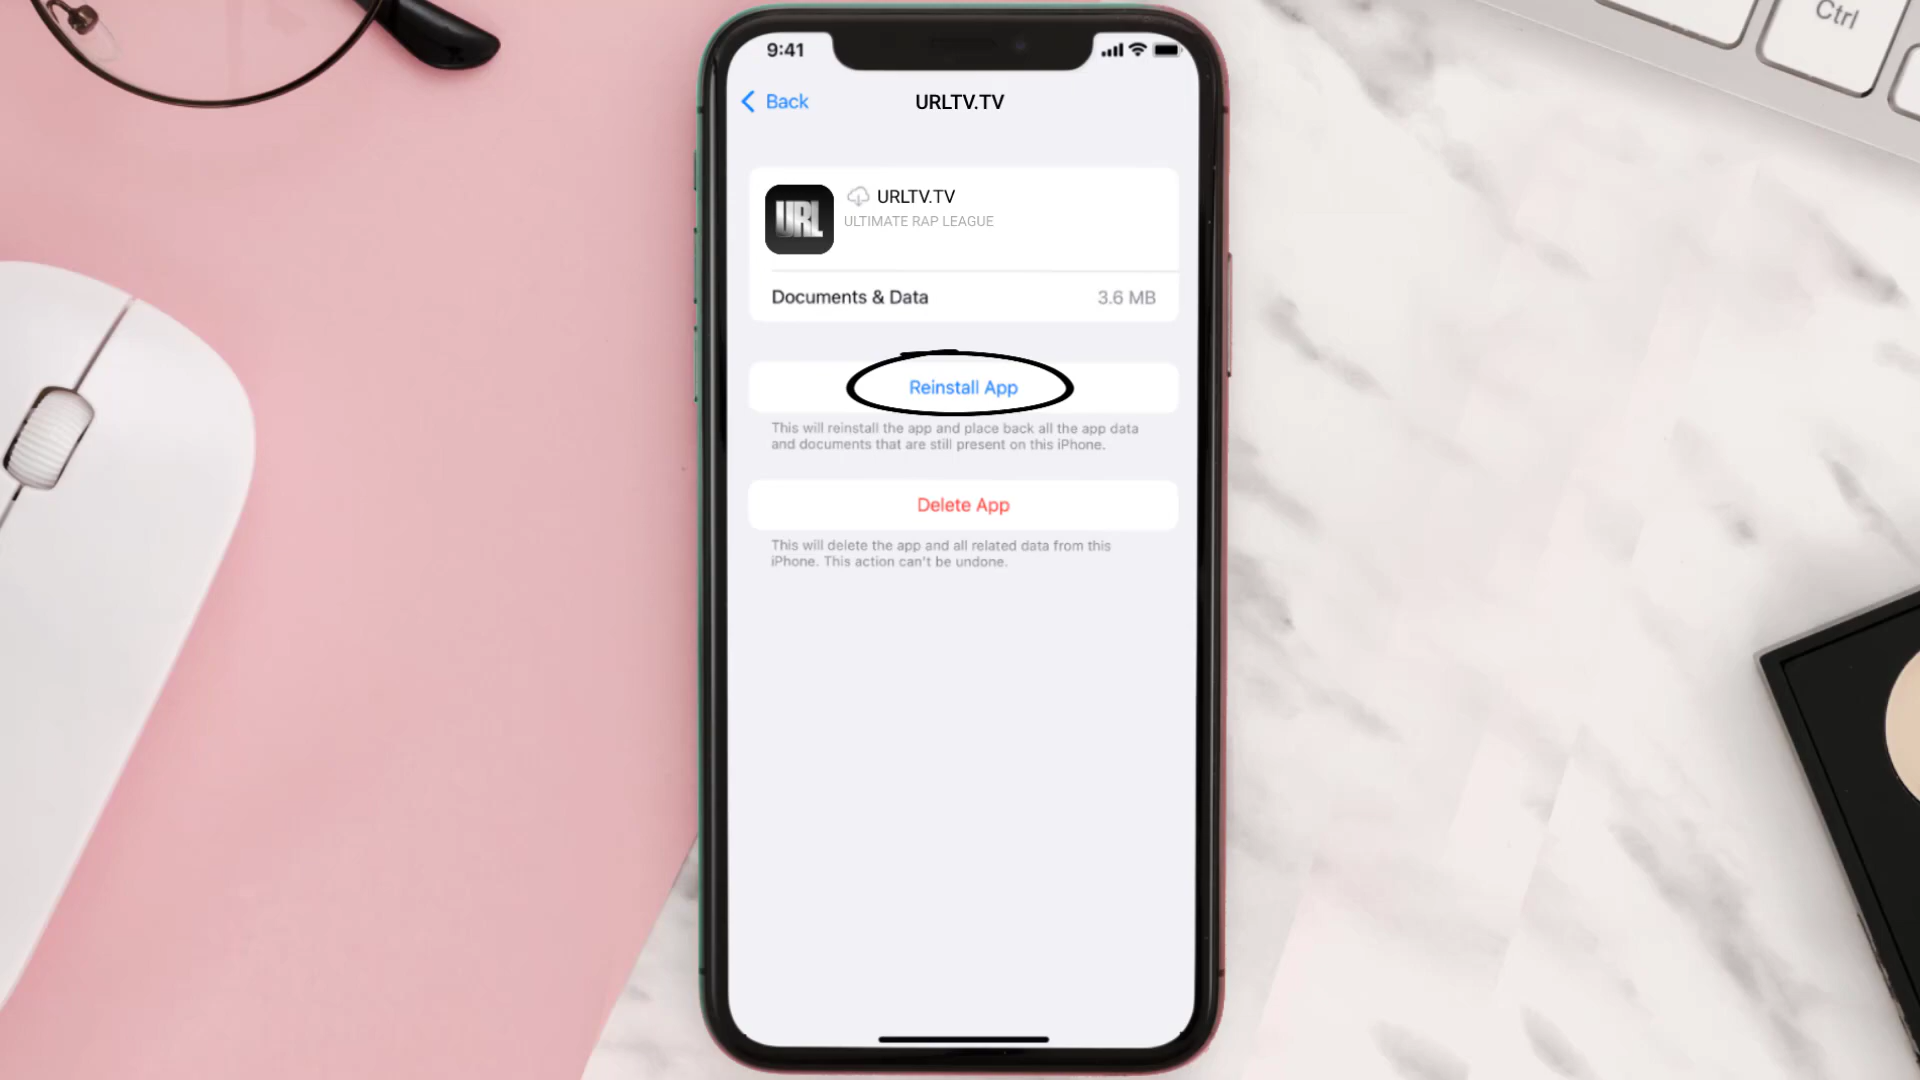 9:41
Back
URLTV.TV
URL
URLTV.TV
ULTIMATE RAP LEAGUE
Documents & Data 3.6 MB
Reinstall App
This will reinstall the app and place back all the app data
and documents that are still present on this iPhone.
Delete App
This will delete the app and all related data from this
iPhone. This action can't be undone.
Ctrl